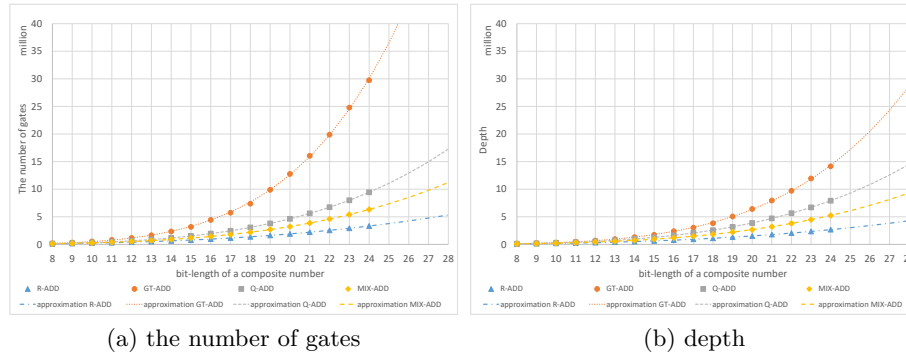 million
The number of gates
40
35
30
25
20
15
10
5
0
8 9 10 11 12 13 14 15 16 17 18 19 20 21 22 23 24 25 26 27 28
bit-length of a composite number
R-ADD GT-ADD Q-ADD MIX-ADD
approximation R-ADD approximation GT-ADD approximation Q-ADD approximation MIX-ADD
(a) the number of gates
million
Depth
40
35
30
25
20
15
10
5
0
8 9 10 11 12 13 14 15 16 17 18 19 20 21 22 23 24 25 26 27 2
bit-length of a composite number
R-ADD GT-ADD Q-ADD MIX-ADD
approximation R-ADD approximation GT-ADD approximation Q-ADD approximation MIX-ADD
(b) depth